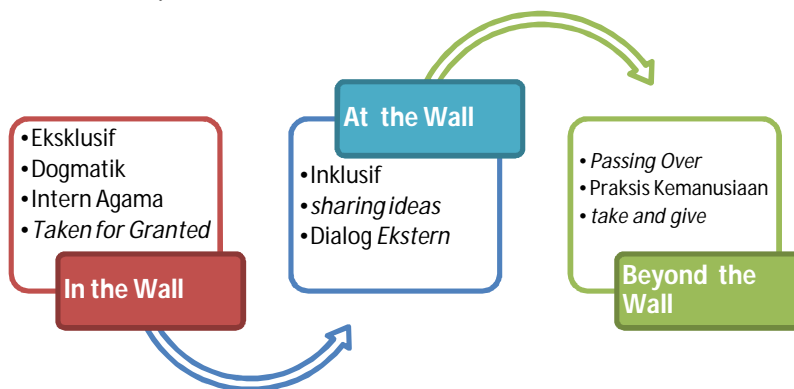 • Eksklusif
• Dogmatik
• Intern Agama
• Taken for Granted
In the Wall
At the Wall
• Inklusif
• sharing ideas
• Dialog Ekstern
• Passing Over
• Praksis Kemanusiaan
• take and give
Beyond the
Wall